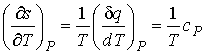 (∂s/∂T)_P = 1/T (δq/dT)_P = 1/T c_P